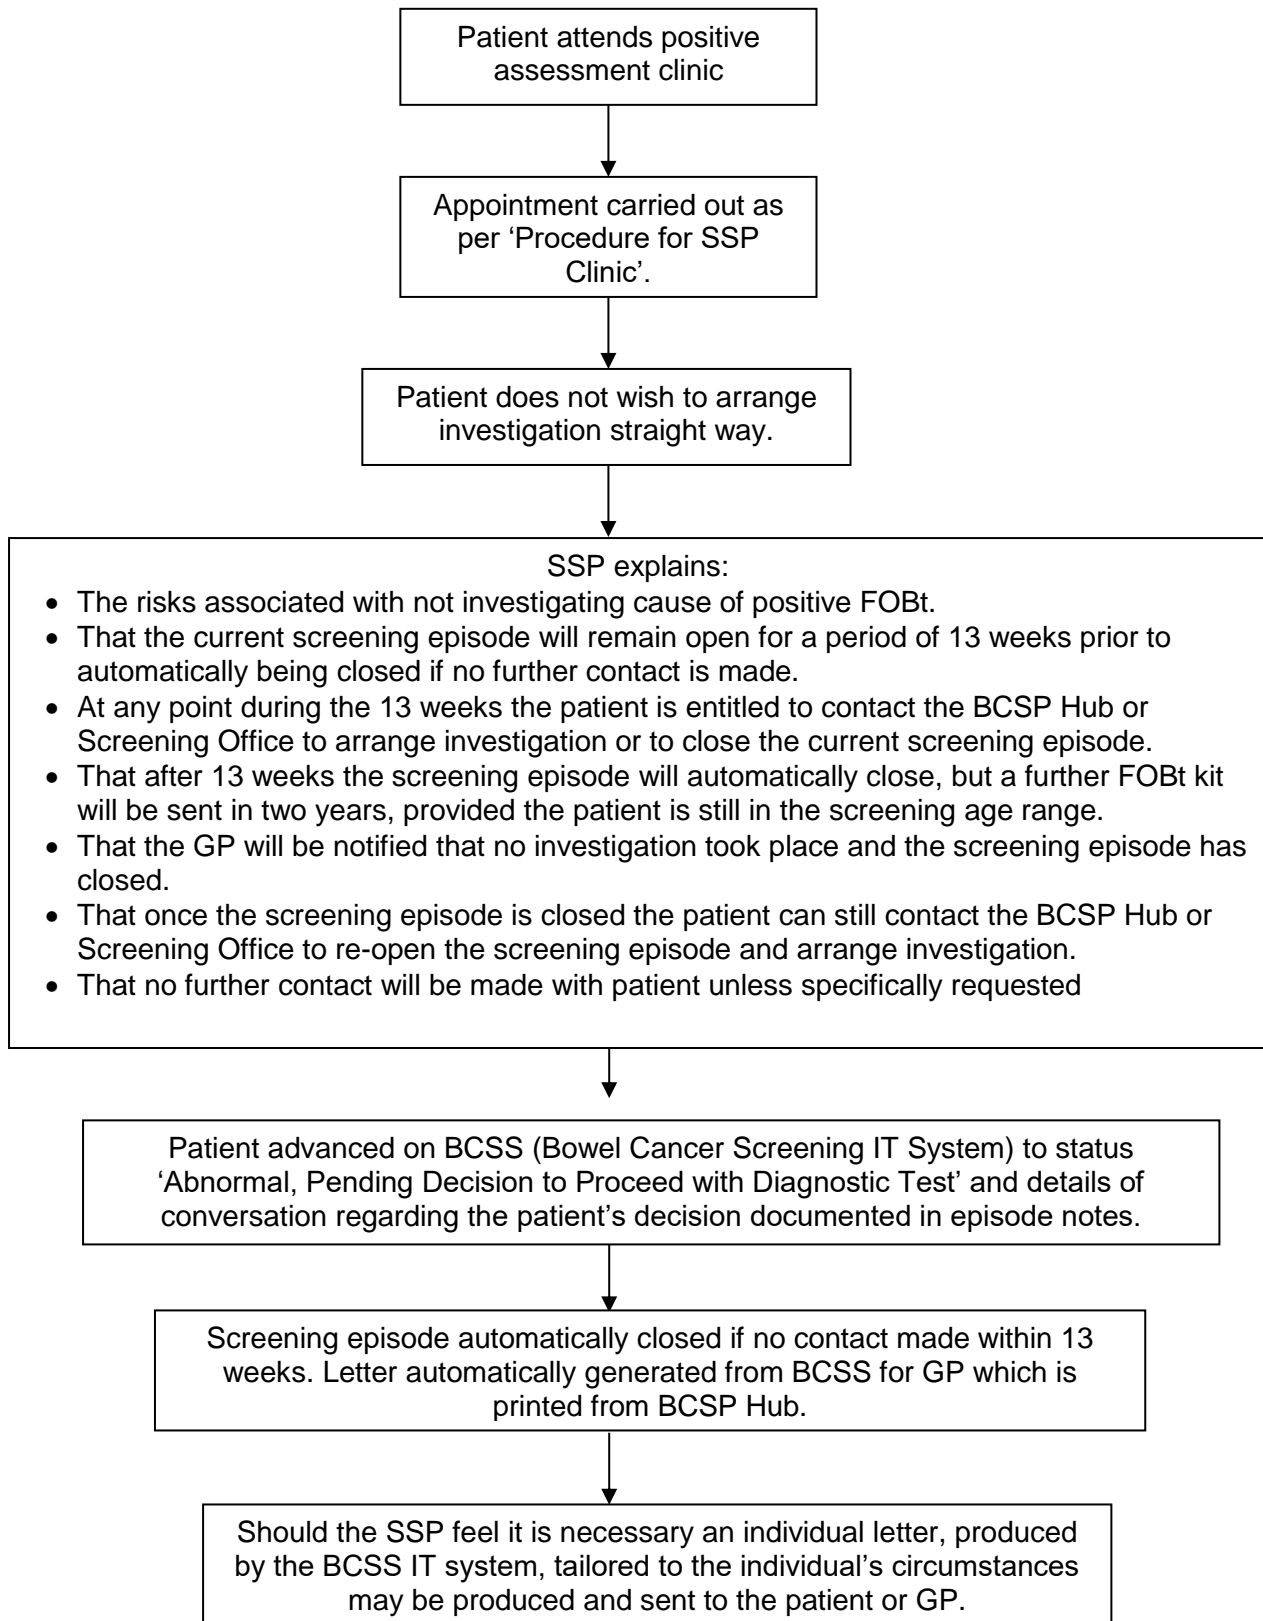 Patient attends positive
assessment clinic
Appointment carried out as
per ‘Procedure for SSP
Clinic’.
Patient does not wish to arrange
investigation straight way.
SSP explains:
• The risks associated with not investigating cause of positive FOBt.
• That the current screening episode will remain open for a period of 13 weeks prior to
automatically being closed if no further contact is made.
• At any point during the 13 weeks the patient is entitled to contact the BCSP Hub or
Screening Office to arrange investigation or to close the current screening episode.
• That after 13 weeks the screening episode will automatically close, but a further FOBt kit
will be sent in two years, provided the patient is still in the screening age range.
• That the GP will be notified that no investigation took place and the screening episode has
closed.
• That once the screening episode is closed the patient can still contact the BCSP Hub or
Screening Office to re-open the screening episode and arrange investigation.
• That no further contact will be made with patient unless specifically requested
Patient advanced on BCSS (Bowel Cancer Screening IT System) to status
‘Abnormal, Pending Decision to Proceed with Diagnostic Test’ and details of
conversation regarding the patient’s decision documented in episode notes.
Screening episode automatically closed if no contact made within 13
weeks. Letter automatically generated from BCSS for GP which is
printed from BCSP Hub.
Should the SSP feel it is necessary an individual letter, produced
by the BCSS IT system, tailored to the individual’s circumstances
may be produced and sent to the patient or GP.